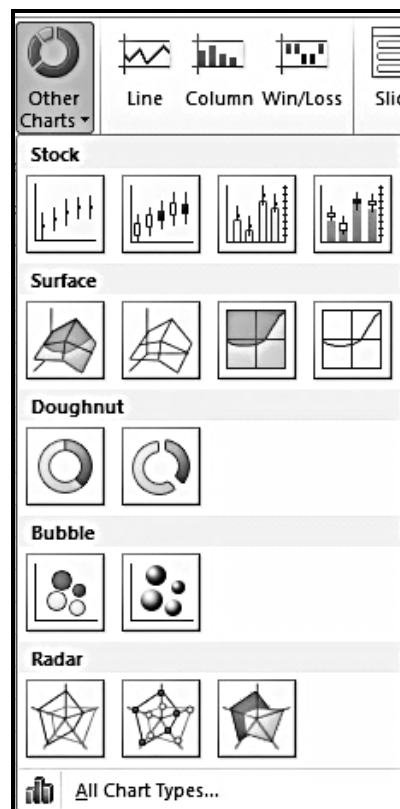 Other
Charts
Line
Column
Win/Loss
Stock
Surface
Doughnut
Bubble
Radar
All Chart Types...